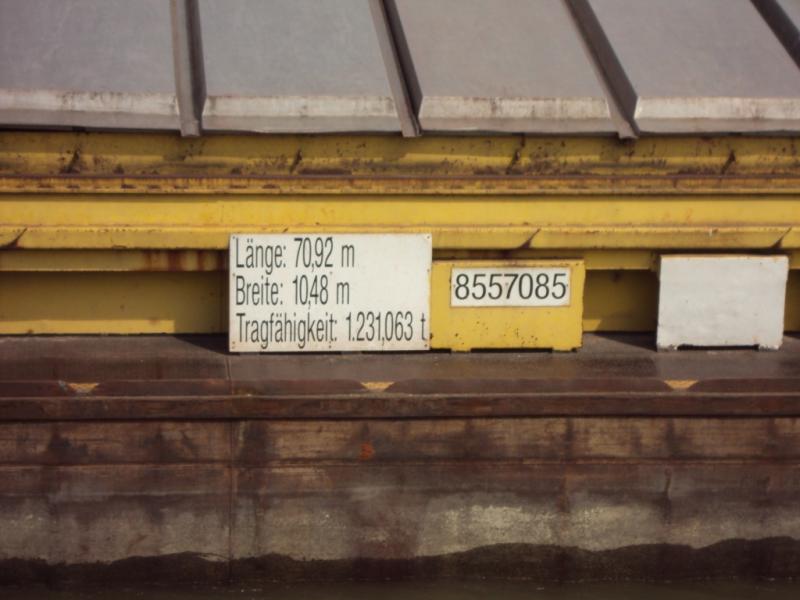 Länge: 70,92 m
Breite: 10,48 m
Tragfähigkeit: 1.231,063 t
8557085